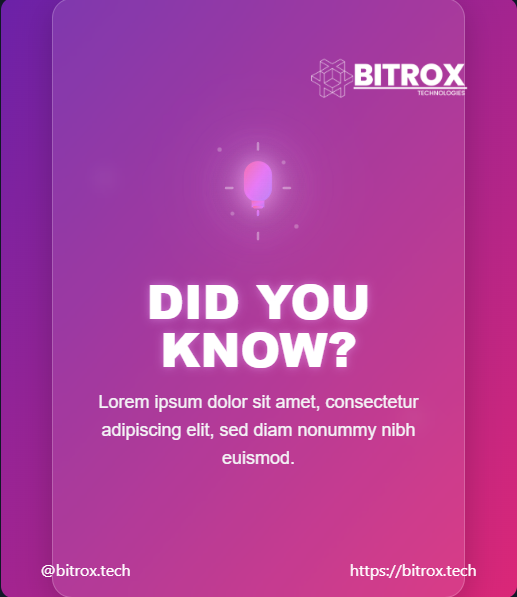 BITROX
TECHNOLOGIES
DID YOU
KNOW?
Lorem ipsum dolor sit amet, consectetur
adipiscing elit, sed diam nonummy nibh
euismod.
@bitrox.tech
https://bitrox.tech